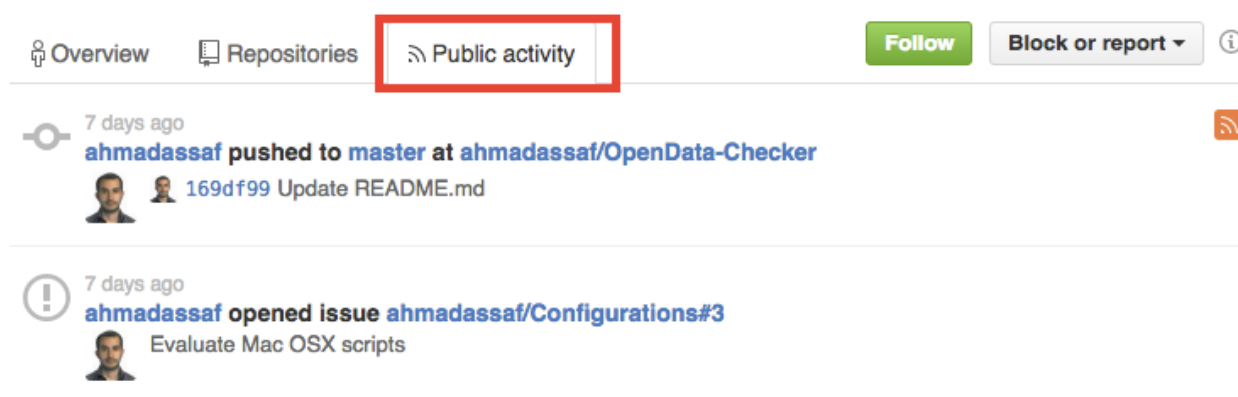 Overview Repositories Public activity Follow Block or report
7 days ago
ahmadassaf pushed to master at ahmadassaf/OpenData-Checker
169df99 Update README.md
7 days ago
ahmadassaf opened issue ahmadassaf/Configurations#3
Evaluate Mac OSX scripts